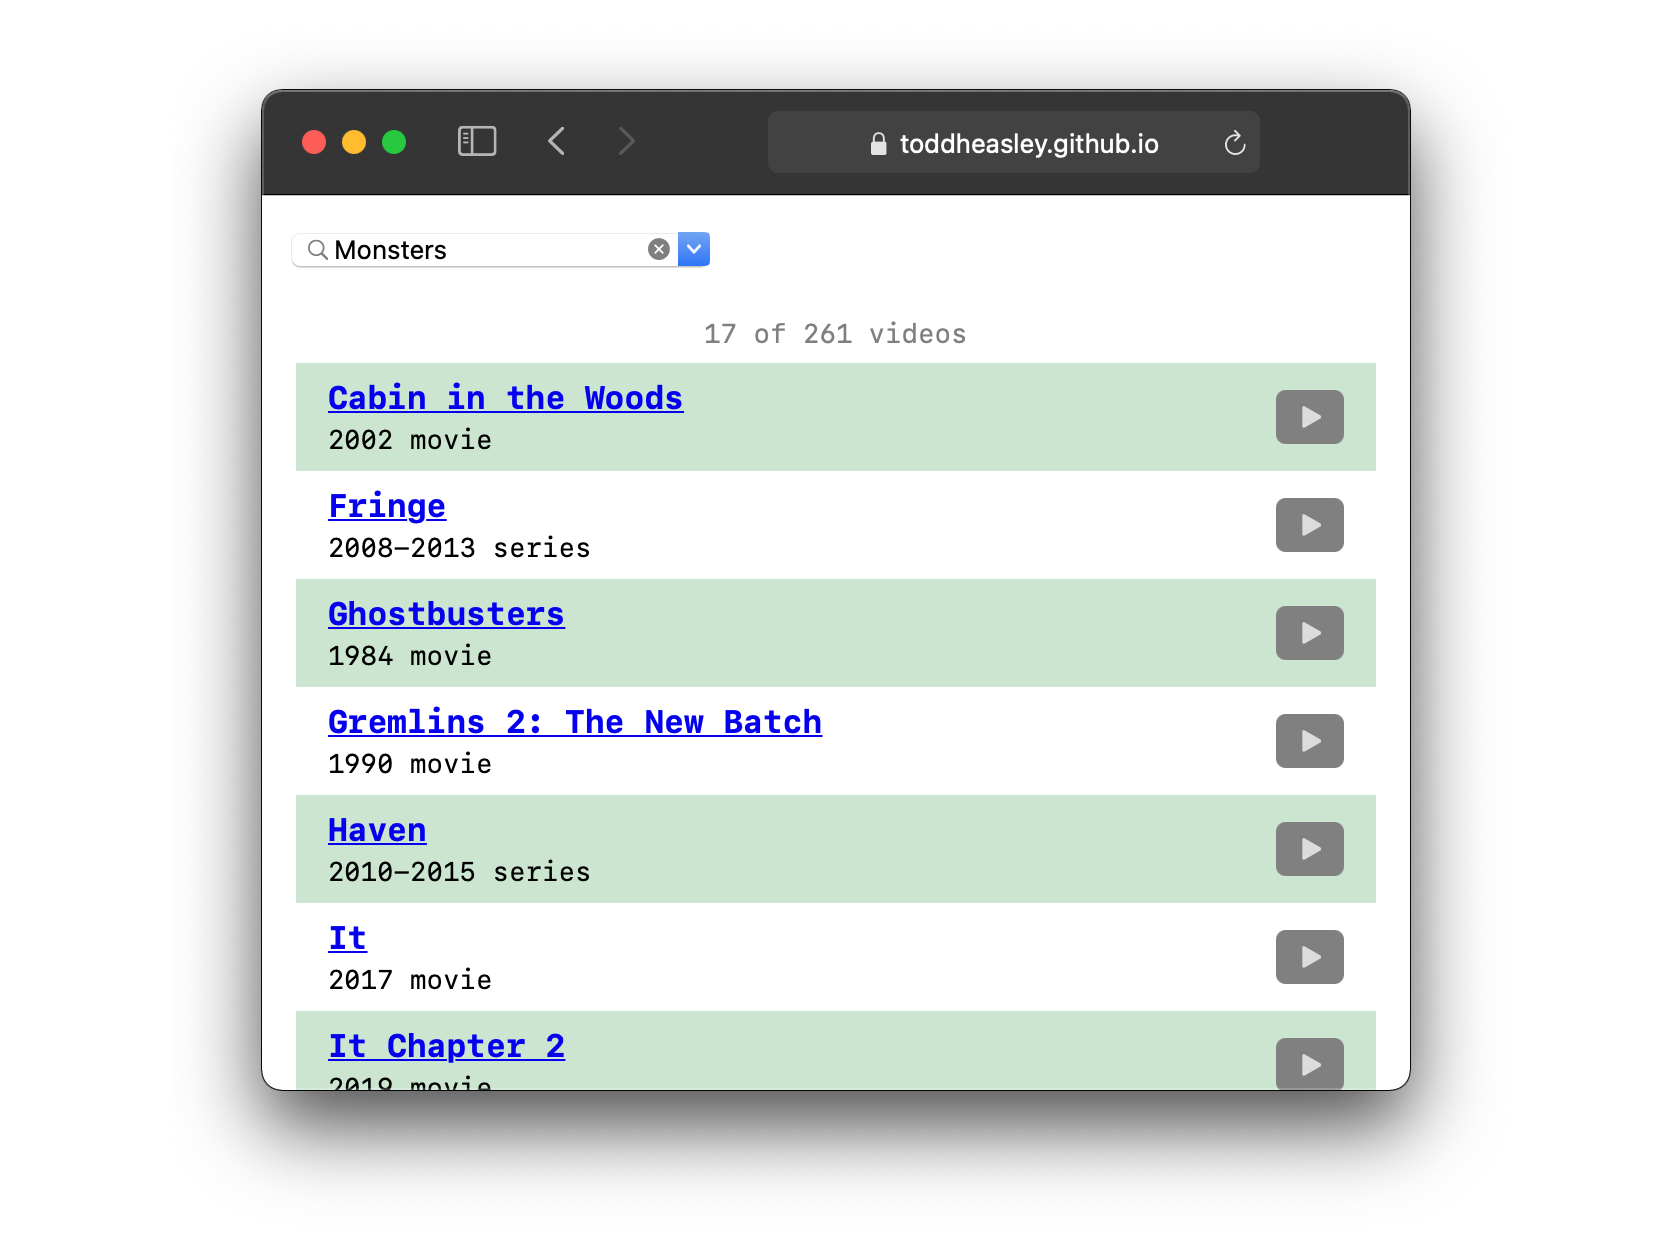 toddheasley.github.io
Monsters
17 of 261 videos
Cabin in the Woods
2002 movie
Fringe
2008–2013 series
Ghostbusters
1984 movie
Gremlins 2: The New Batch
1990 movie
Haven
2010–2015 series
It
2017 movie
It Chapter 2
2019 movie